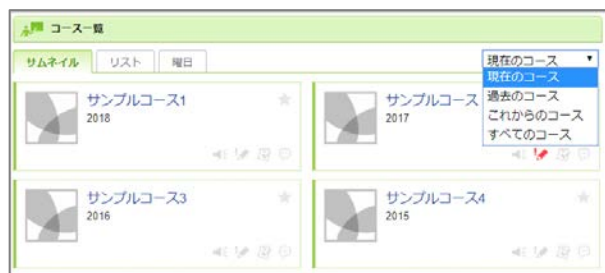 コース一覧
サムネイル リスト 曜日
現在のコース
現在のコース
過去のコース
これからのコース
すべてのコース
サンプルコース1
2018
サンプルコース
2017
サンプルコース3
2016
サンプルコース4
2015